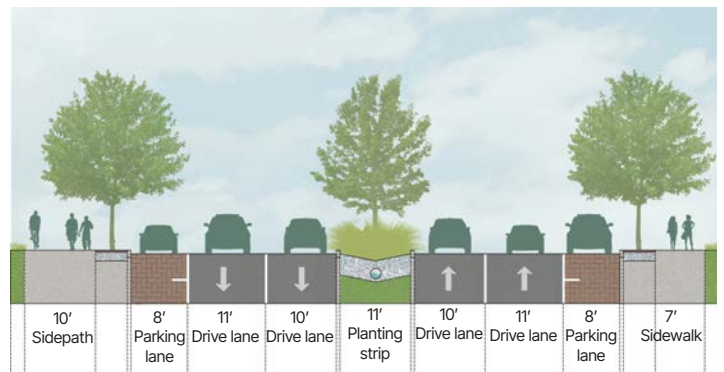 10′
Sidepath
8′
Parking
lane
11′
Drive lane
10′
Drive lane
11′
Planting
strip
10′
Drive lane
11′
Drive lane
8′
Parking
lane
7′
Sidewalk